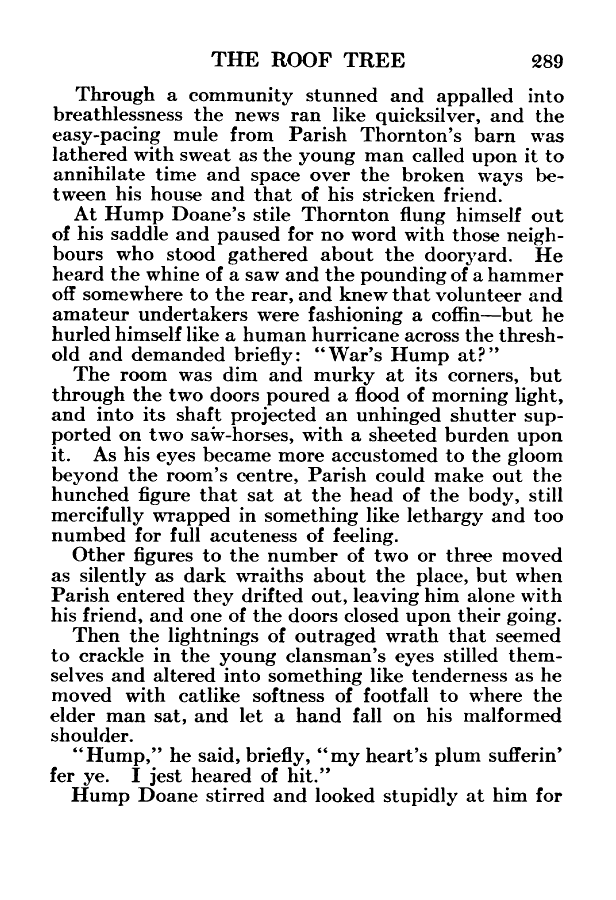 THE ROOF TREE 289
Through a community stunned and appalled into
breathlessness the news ran like quicksilver, and the
easy-pacing mule from Parish Thornton's barn was
lathered with sweat as the young man called upon it to
annihilate time and space over the broken ways be-
tween his house and that of his stricken friend.
At Hump Doane's stile Thornton flung himself out
of his saddle and paused for no word with those neigh-
bours who stood gathered about the dooryard. He
heard the whine of a saw and the pounding of a hammer
off somewhere to the rear, and knew that volunteer and
amateur undertakers were fashioning a coffin—but he
hurled himself like a human hurricane across the thresh-
old and demanded briefly: "War's Hump at?"
The room was dim and murky at its corners, but
through the two doors poured a flood of morning light,
and into its shaft projected an unhinged shutter sup-
ported on two saw-horses, with a sheeted burden upon
it. As his eyes became more accustomed to the gloom
beyond the room's centre, Parish could make out the
hunched figure that sat at the head of the body, still
mercifully wrapped in something like lethargy and too
numbed for full acuteness of feeling.
Other figures to the number of two or three moved
as silently as dark wraiths about the place, but when
Parish entered they drifted out, leaving him alone with
his friend, and one of the doors closed upon their going.
Then the lightnings of outraged wrath that seemed
to crackle in the young clansman's eyes stilled them-
selves and altered into something like tenderness as he
moved with catlike softness of footfall to where the
elder man sat, and let a hand fall on his malformed
shoulder.
"Hump," he said, briefly, "my heart's plum sufferin'
fer ye. I jest heared of hit."
Hump Doane stirred and looked stupidly at him for